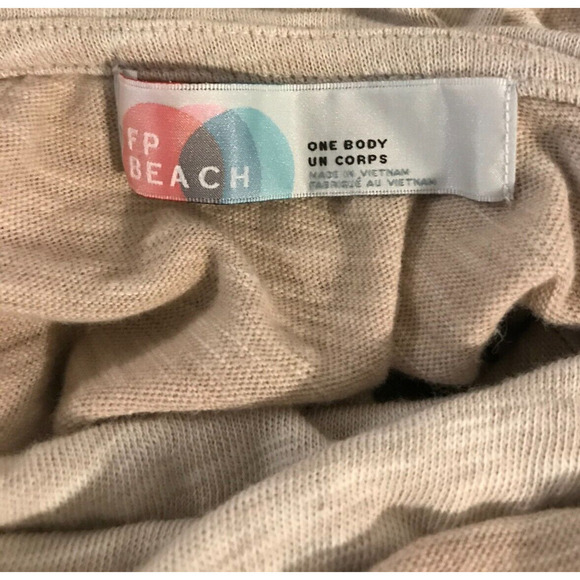 FP
BEACH
ONE BODY
UN CORPS
MADE IN VIETNAM
FABRIQUÉ AU VIETNAM